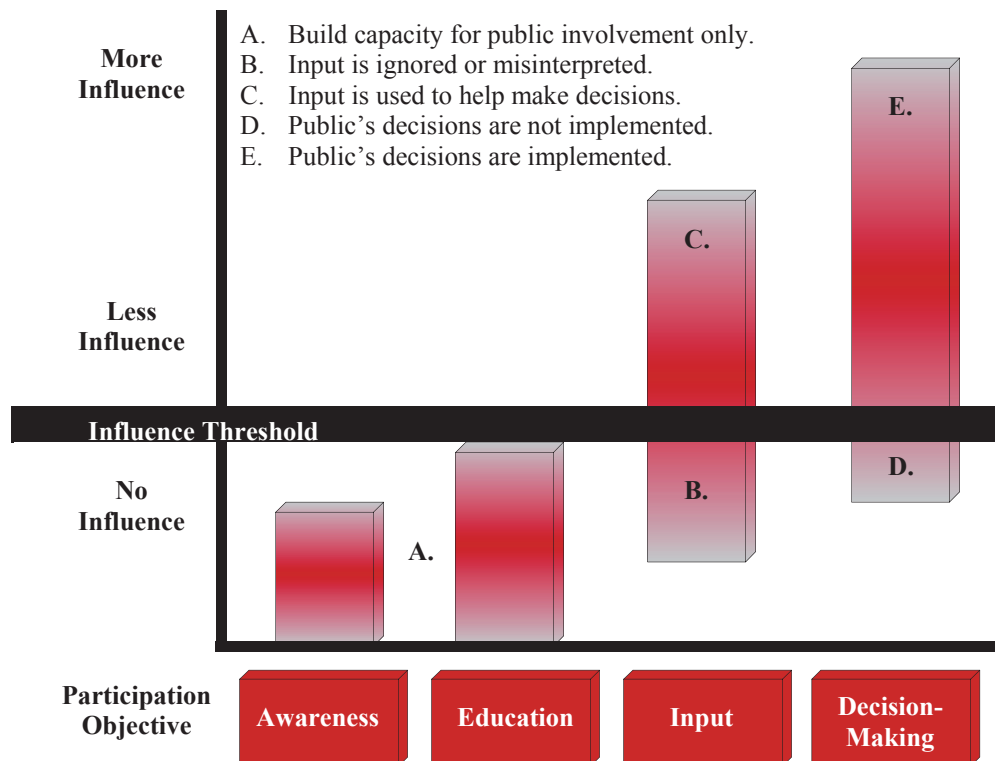 More
Influence
A. Build capacity for public involvement only.
B. Input is ignored or misinterpreted.
C. Input is used to help make decisions.
D. Public’s decisions are not implemented.
E. Public’s decisions are implemented.
E.
C.
Less
Influence
Influence Threshold
No
Influence
A.
B.
D.
Participation
Objective
Awareness
Education
Input
Decision-
Making